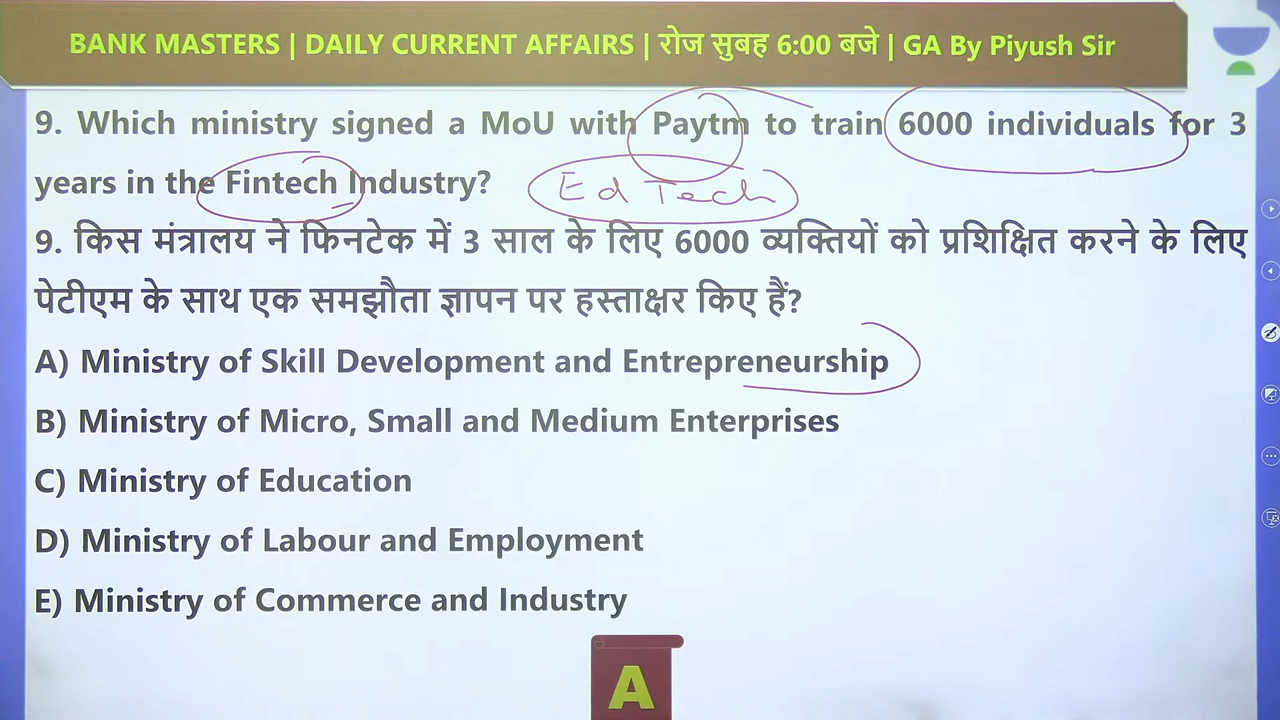 BANK MASTERS | DAILY CURRENT AFFAIRS | रोज सुबह 6:00 बजे | GA By Piyush Sir
9. Which ministry signed a MoU with Paytm to train 6000 individuals for 3
years in the Fintech Industry? Ed Tech
9. किस मंत्रालय ने फिनटेक में 3 साल के लिए 6000 व्यक्तियों को प्रशिक्षित करने के लिए
पेटीएम के साथ एक समझौता ज्ञापन पर हस्ताक्षर किए हैं?
A) Ministry of Skill Development and Entrepreneurship
B) Ministry of Micro, Small and Medium Enterprises
C) Ministry of Education
D) Ministry of Labour and Employment
E) Ministry of Commerce and Industry
A